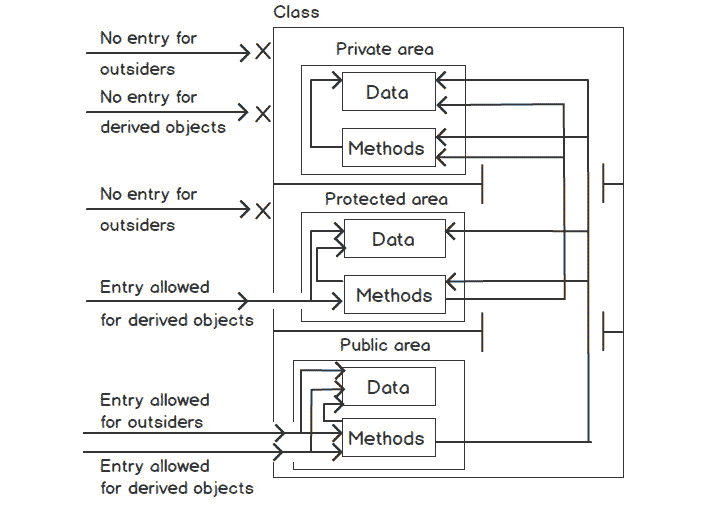 Class
No entry for
outsiders
Private area
Data
No entry for
derived objects
Methods
No entry for
outsiders
Protected area
Data
Entry allowed
for derived objects
Methods
Public area
Data
Entry allowed
for outsiders
Methods
Entry allowed
for derived objects